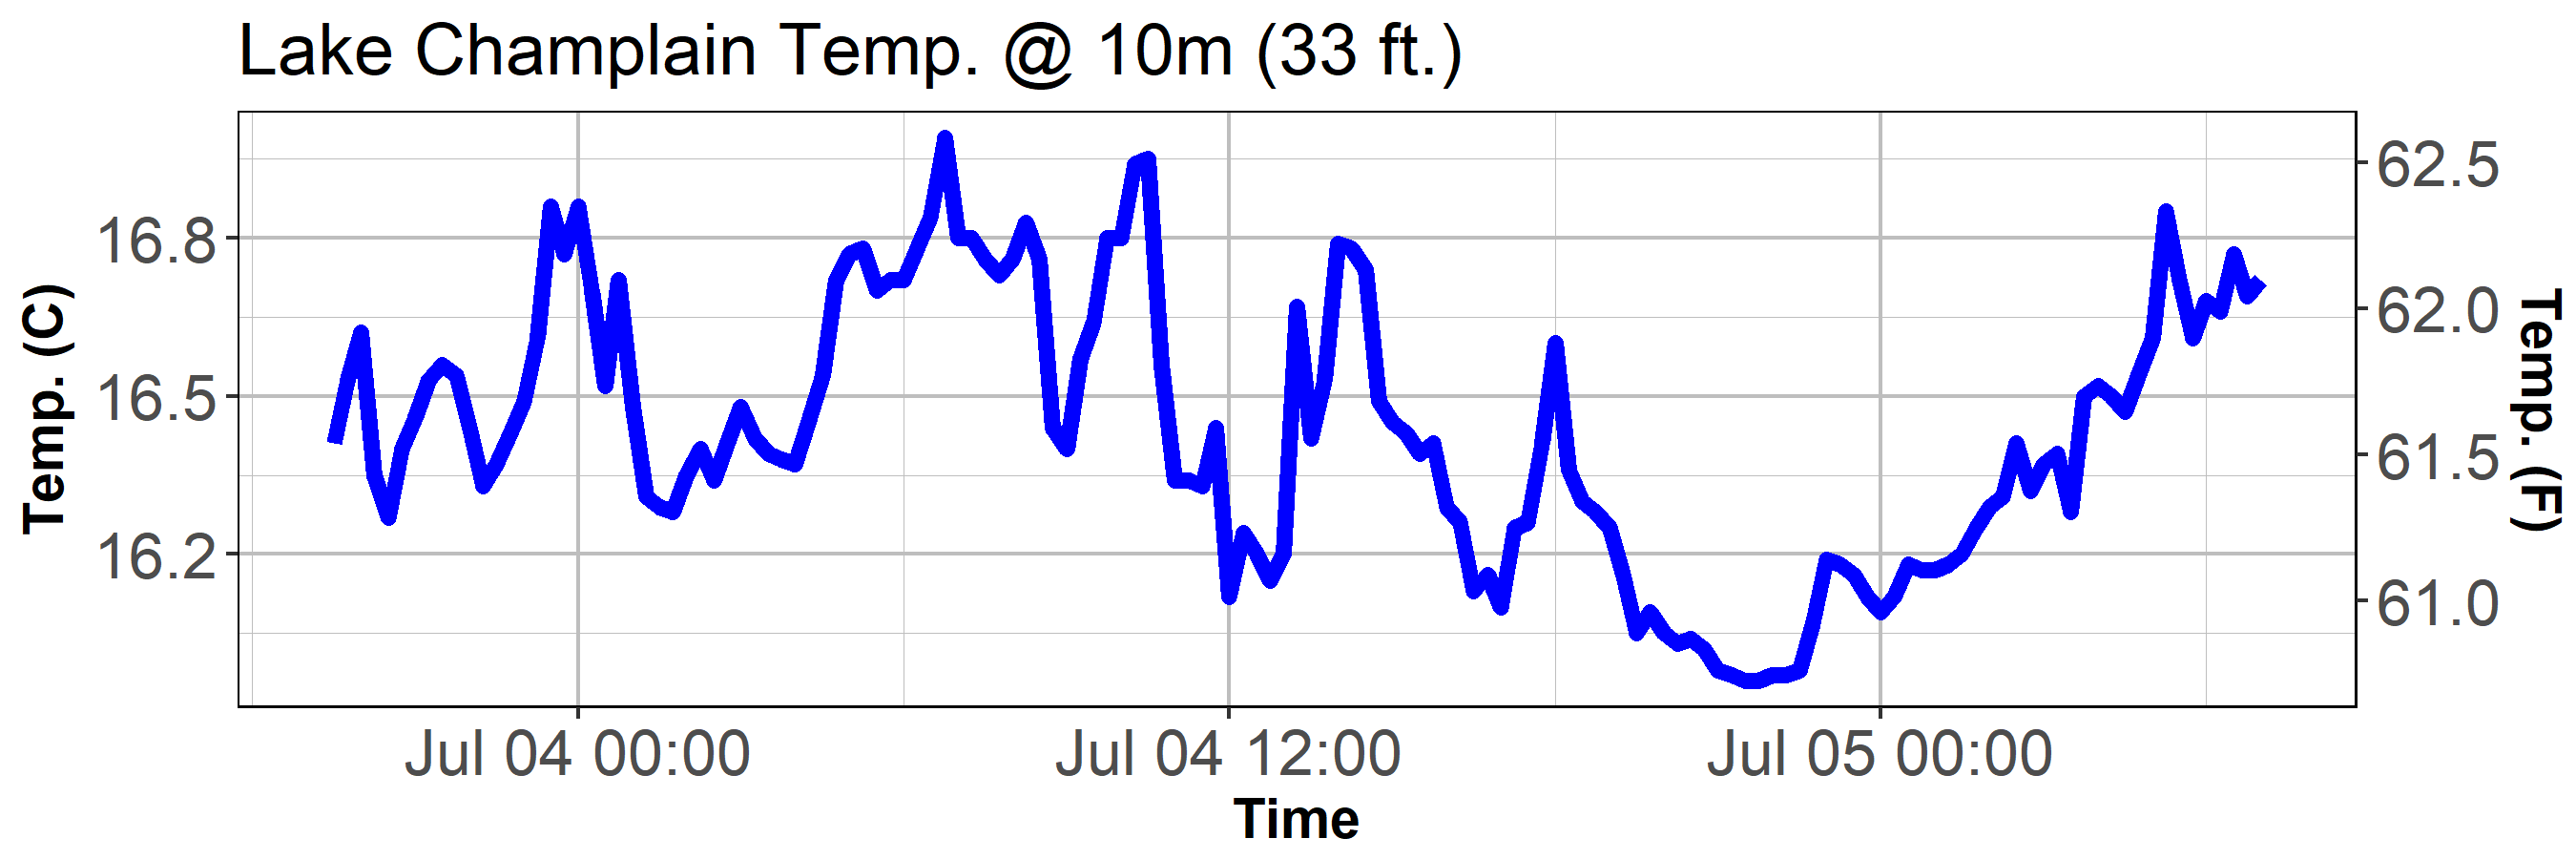 Lake Champlain Temp. @ 10m (33 ft.)
Temp. (C)
16.8
16.5
16.2
62.5
62.0
61.5
61.0
Temp. (F)
Jul 04 00:00
Jul 04 12:00
Jul 05 00:00
Time